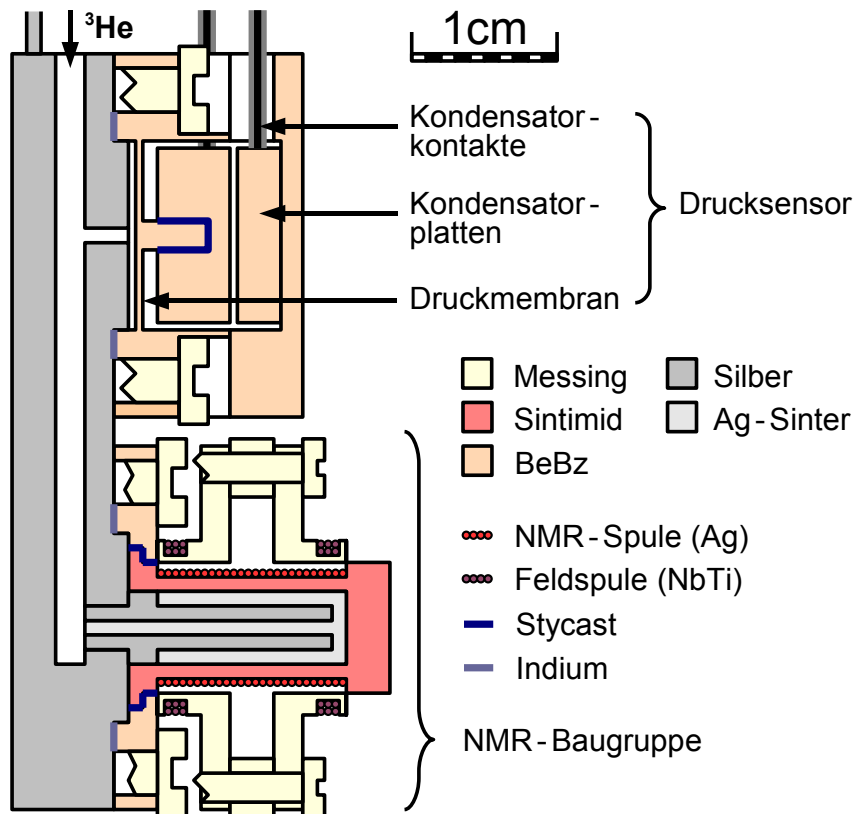 ³He
1cm
Kondensator-
kontakte
Kondensator-
platten
Drucksensor
Druckmembran
Messing
Silber
Sintimid
Ag-Sinter
BeBz
NMR-Spule (Ag)
Feldspule (NbTi)
Stycast
Indium
NMR-Baugruppe